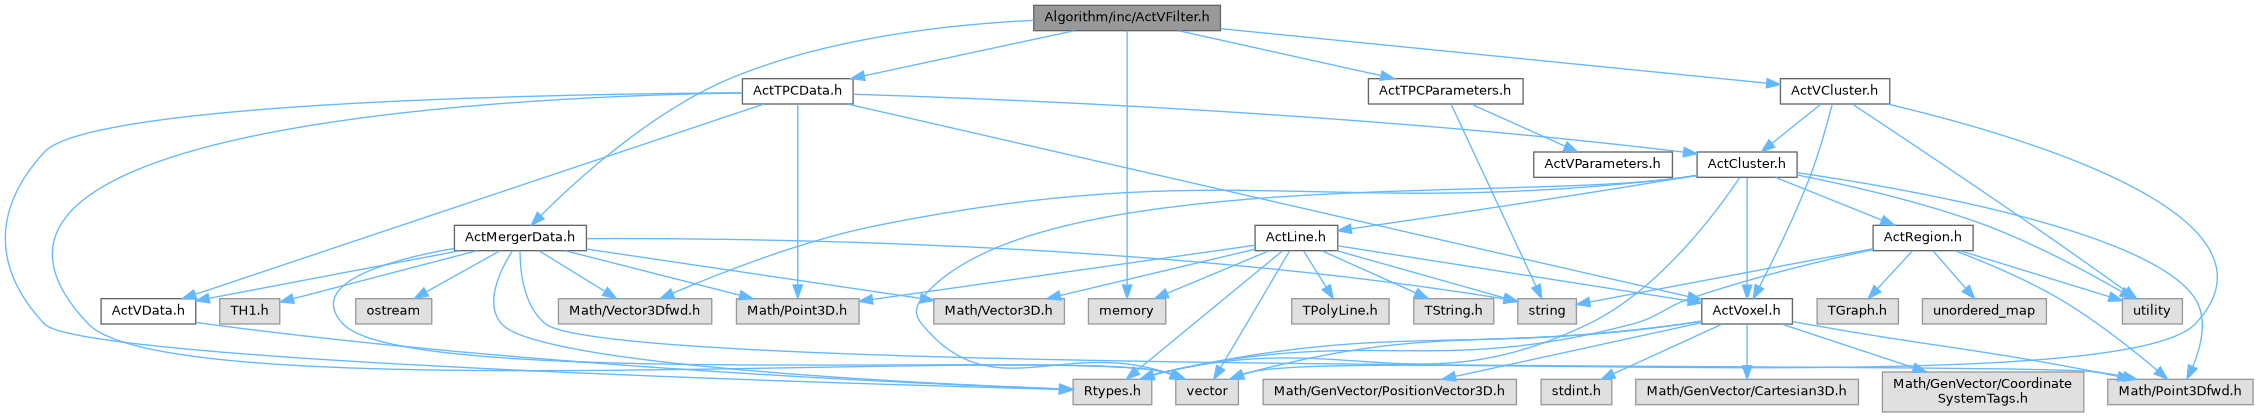 Algorithm/inc/ActVFilter.h
ActTPCData.h
ActTPCParameters.h
ActVCluster.h
ActVParameters.h
ActCluster.h
ActMergerData.h
ActLine.h
ActRegion.h
ActVData.h
TH1.h
ostream
Math/Vector3Dfwd.h
Math/Point3D.h
Math/Vector3D.h
memory
TPolyLine.h
TString.h
string
ActVoxel.h
TGraph.h
unordered_map
utility
Rtypes.h
vector
Math/GenVector/PositionVector3D.h
stdint.h
Math/GenVector/Cartesian3D.h
Math/GenVector/Coordinate
SystemTags.h
Math/Point3Dfwd.h